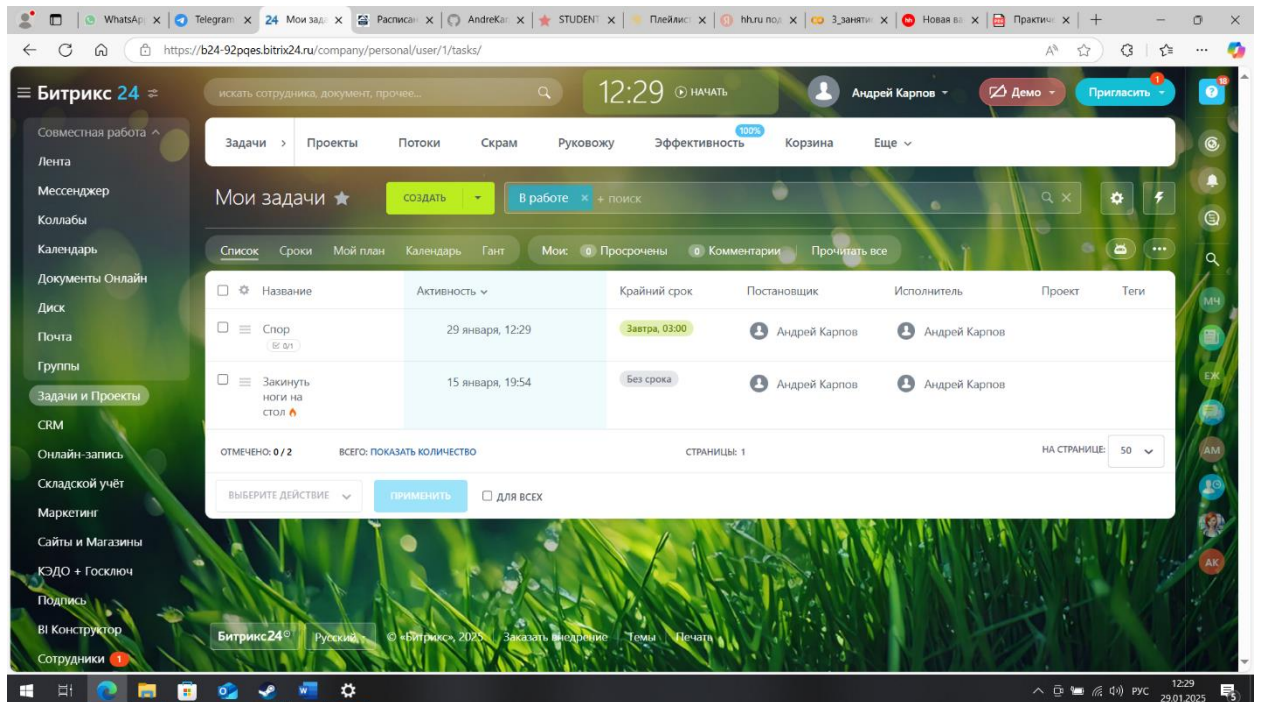 WhatsAp
Telegram
24 Мои зада
Расписан
AndreKar
STUDENT
Плейлис
hh.ru под
3_заняти
Новая ва
Практич
https://b24-92pqes.bitrix24.ru/company/personal/user/1/tasks/
Битрикс 24
искать сотрудника, документ, прочее...
12:29 НАЧАТЬ
Андрей Карпов
Демо
Пригласить
1
18
Совместная работа
Лента
Мессенджер
Коллабы
Календарь
Документы Онлайн
Диск
Почта
Группы
Задачи и Проекты
CRM
Онлайн-запись
Складской учёт
Маркетинг
Сайты и Магазины
КЭДО + Госключ
Подпись
BI Конструктор
Сотрудники 1
Задачи
Проекты
Потоки
Скрам
Руковожу
Эффективность
100%
Корзина
Еще
Мои задачи
СОЗДАТЬ
В работе × + поиск
Список Сроки Мой план Календарь Гант
Мои: 0 Просрочены 0 Комментарии Прочитать все
Название Активность Крайний срок Постановщик Исполнитель Проект Теги
Спор 29 января, 12:29 Завтра, 03:00 Андрей Карпов Андрей Карпов
0/1
Закинуть ноги на стол 15 января, 19:54 Без срока Андрей Карпов Андрей Карпов
ОТМЕЧЕНО: 0 / 2 ВСЕГО: ПОКАЗАТЬ КОЛИЧЕСТВО СТРАНИЦЫ: 1 НА СТРАНИЦЕ: 50
ВЫБЕРИТЕ ДЕЙСТВИЕ ПРИМЕНИТЬ ДЛЯ ВСЕХ
Битрикс24 Русский © «Битрикс», 2025 Заказать внедрение Темы Печать
МЧ
ЕЖ
АМ
АК
РУС
12:29
29.01.2025
5